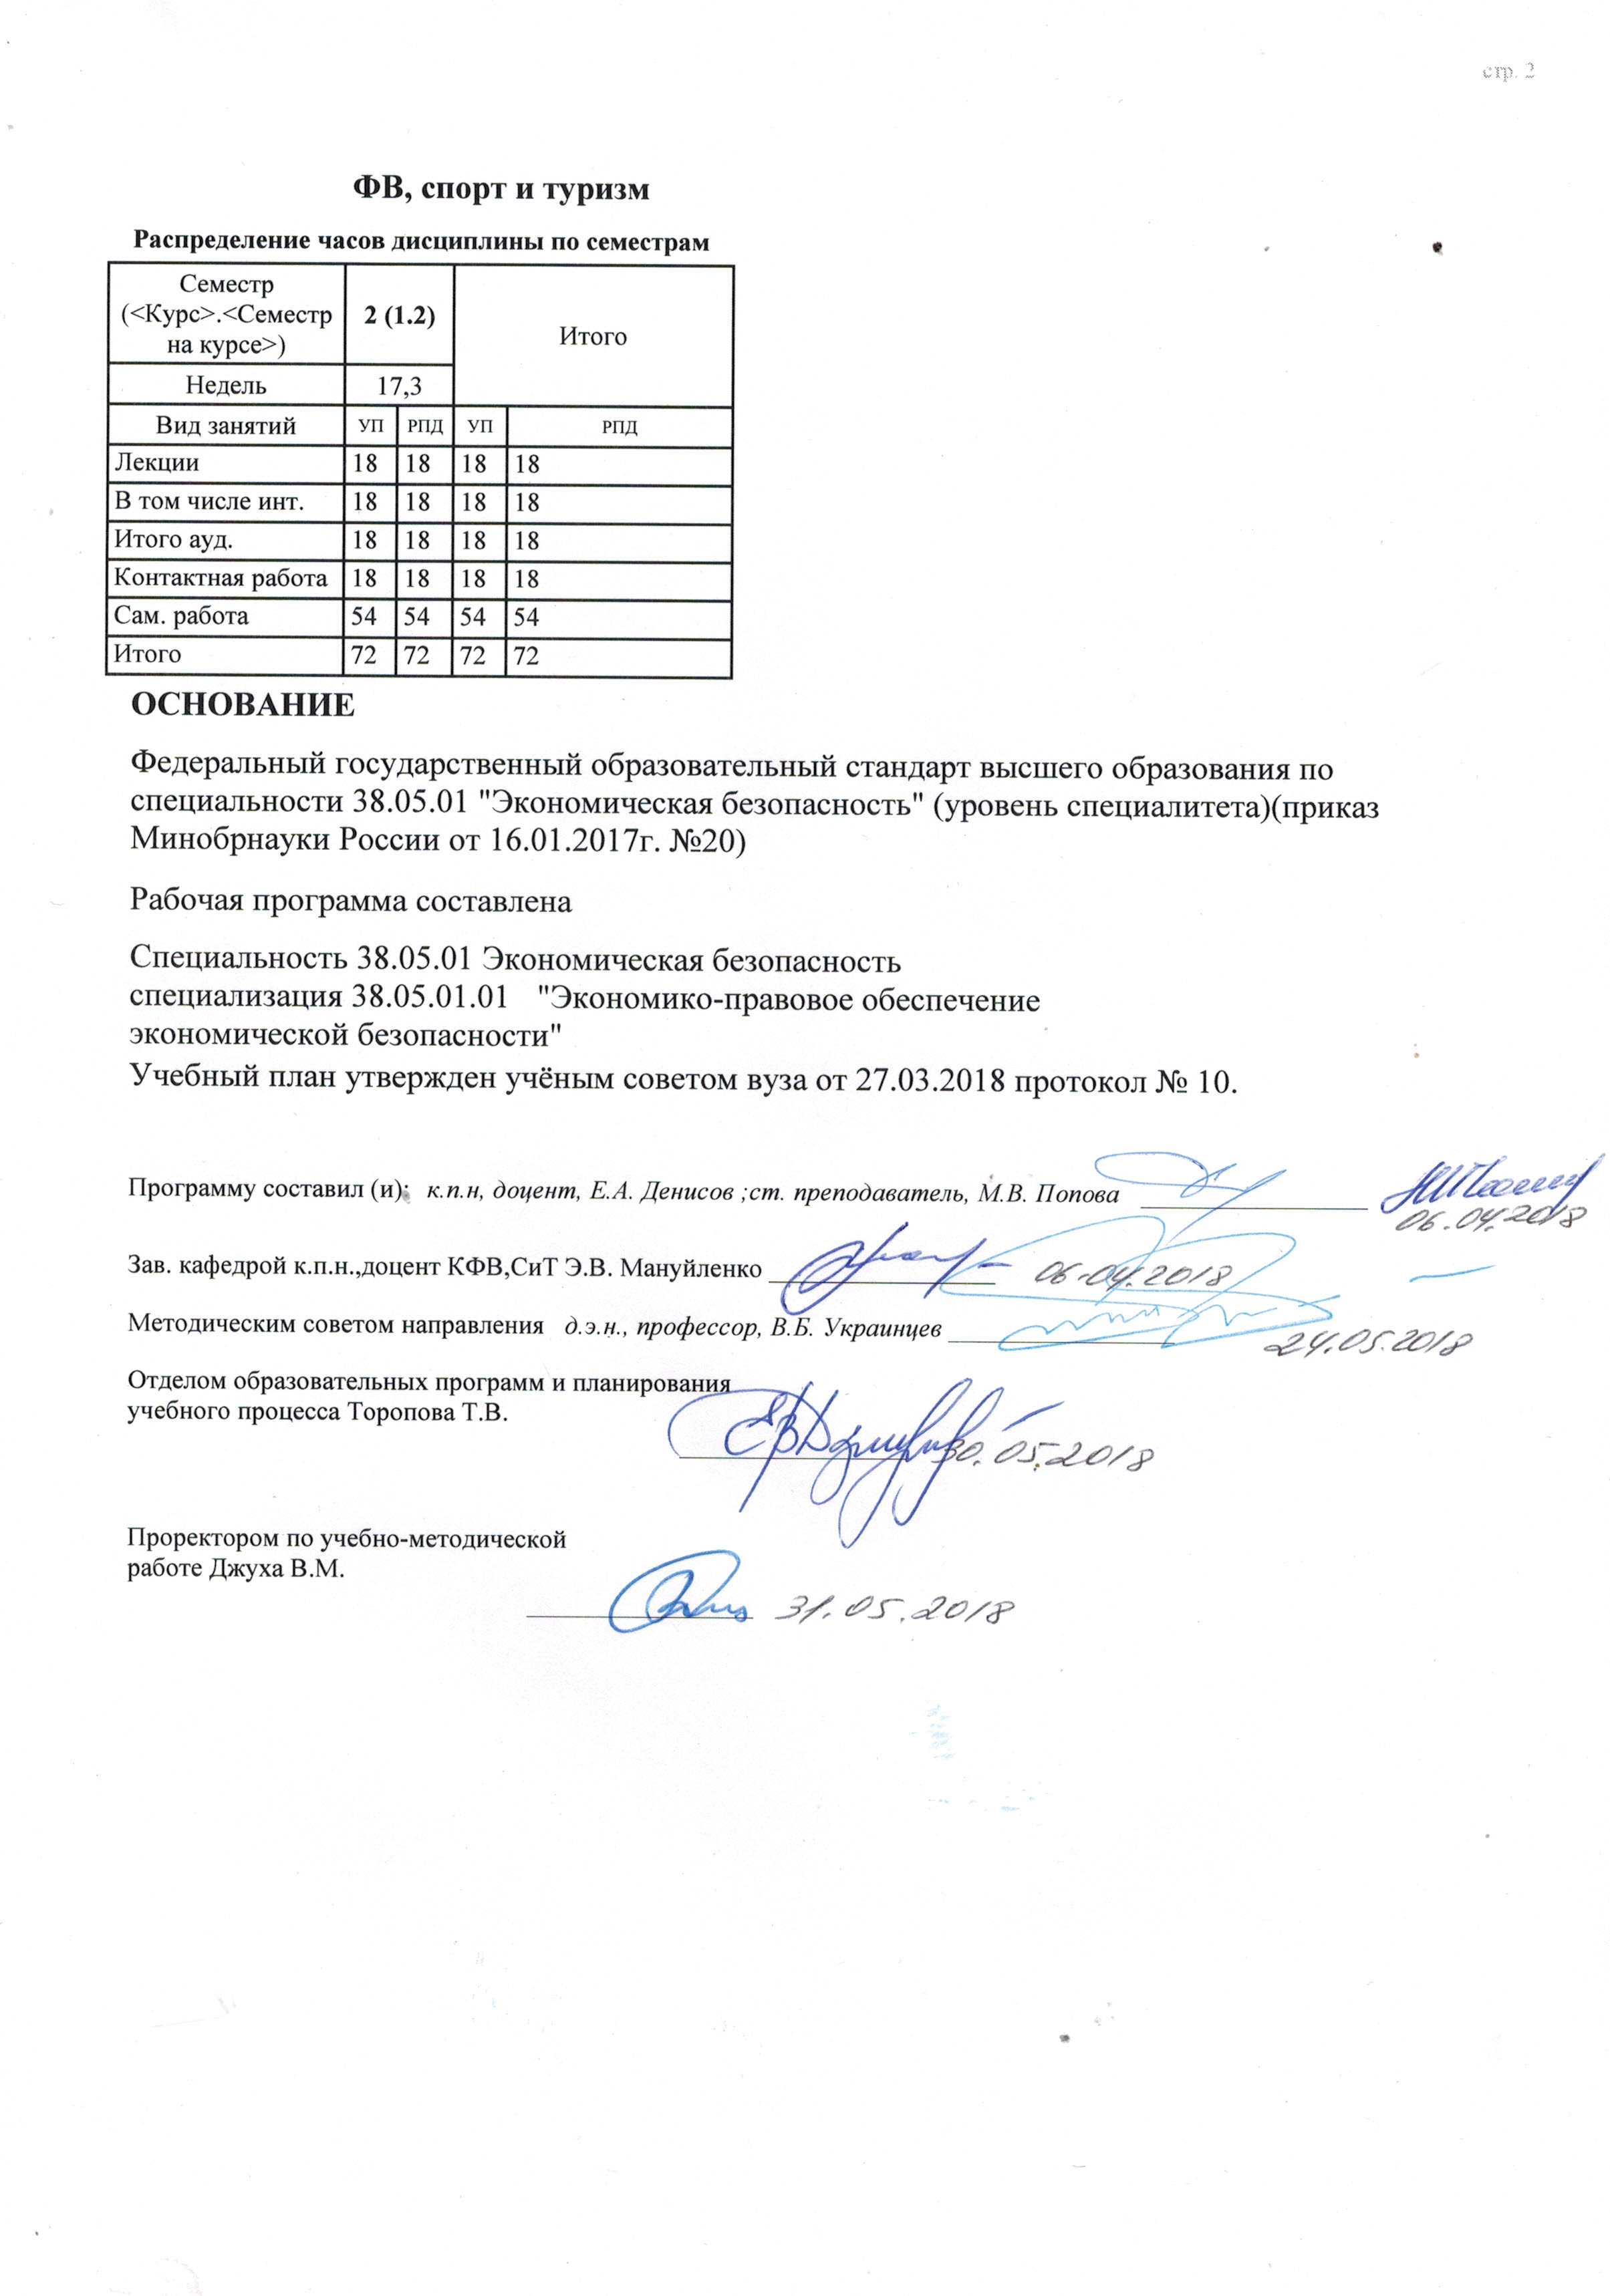 стр. 2
ФВ, спорт и туризм
Распределение часов дисциплины по семестрам
Семестр
(<Курс>.<Семестр
на курсе>)
2 (1.2)
Итого
Недель 17,3
Вид занятий УП РПД УП РПД
Лекции 18 18 18 18
В том числе инт. 18 18 18 18
Итого ауд. 18 18 18 18
Контактная работа 18 18 18 18
Сам. работа 54 54 54 54
Итого 72 72 72 72
ОСНОВАНИЕ
Федеральный государственный образовательный стандарт высшего образования по
специальности 38.05.01 "Экономическая безопасность" (уровень специалитета)(приказ
Минобрнауки России от 16.01.2017г. №20)
Рабочая программа составлена
Специальность 38.05.01 Экономическая безопасность
специализация 38.05.01.01 "Экономико-правовое обеспечение
экономической безопасности"
Учебный план утвержден учёным советом вуза от 27.03.2018 протокол № 10.
Программу составил (и): к.п.н, доцент, Е.А. Денисов ;ст. преподаватель, М.В. Попова
06.04.2018
Зав. кафедрой к.п.н.,доцент КФВ,СиТ Э.В. Мануйленко 06.04.2018
Методическим советом направления д.э.н., профессор, В.Б. Украинцев
24.05.2018
Отделом образовательных программ и планирования
учебного процесса Торопова Т.В.
30.05.2018
Проректором по учебно-методической
работе Джуха В.М.
31.05.2018